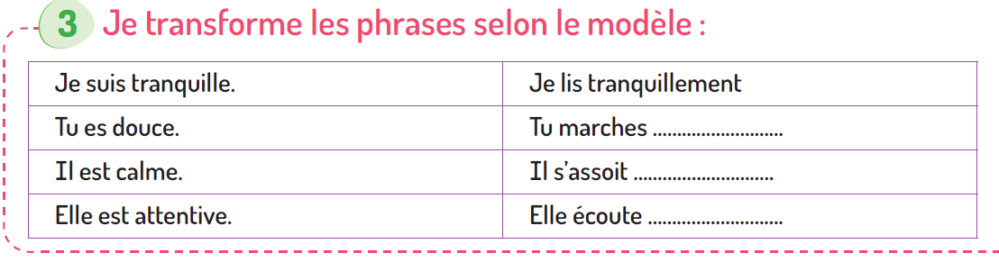 3 Je transforme les phrases selon le modèle :
Je suis tranquille. Je lis tranquillement
Tu es douce. Tu marches ...........................
Il est calme. Il s'assoit .............................
Elle est attentive. Elle écoute ............................